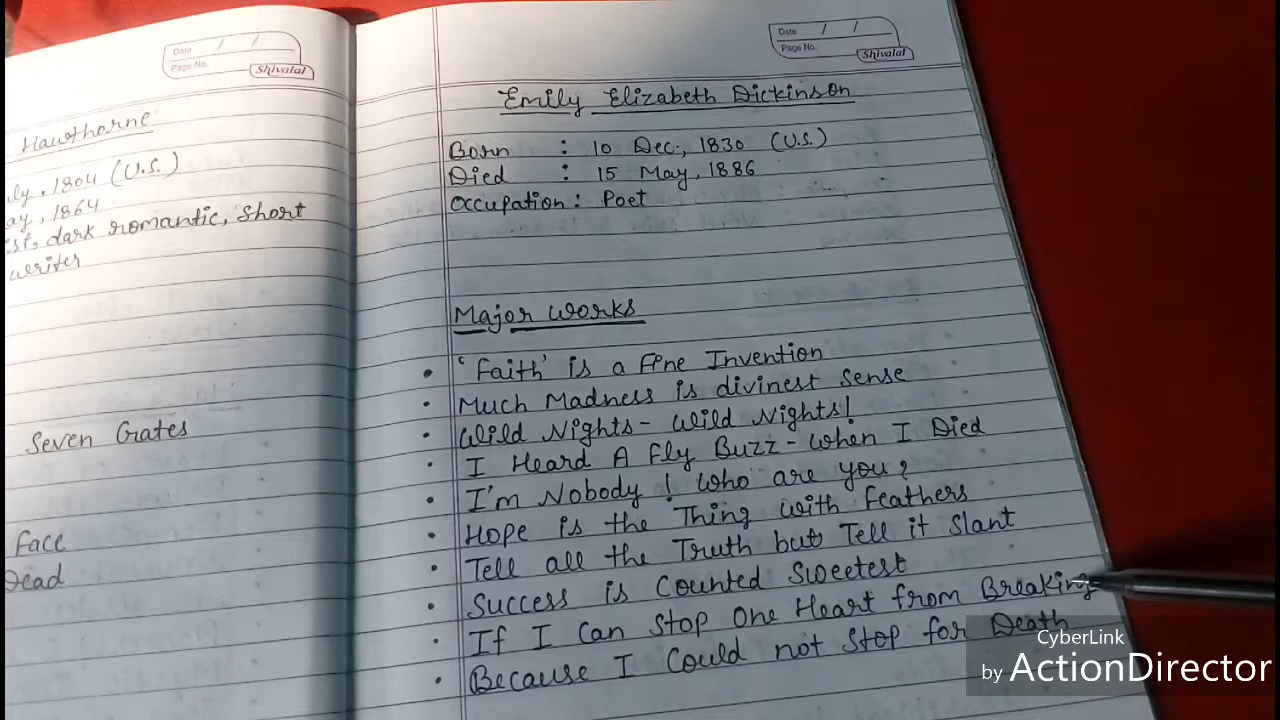 Date / /
Page No.
Shivalal
Hawthorne
ly, 1804 (U.S.)
ay, 1864
ist, dark romantic, short
writer
Seven Grates
Face
Dead
Date / /
Page No.
Shivalal
Emily Elizabeth Dickinson
Born : 10 Dec., 1830 (U.S.)
Died : 15 May, 1886
Occupation : Poet
Major Works
• 'Faith' is a Fine Invention
• Much Madness is divinest sense
• Wild Nights - Wild Nights!
• I Heard A Fly Buzz - When I Died
• I'm Nobody! Who are you?
• Hope is the Thing with Feathers
• Tell all the Truth but Tell it Slant
• Success is Counted Sweetest
• If I Can Stop One Heart from Breaking
• Because I Could not Stop for Death
CyberLink
by ActionDirector